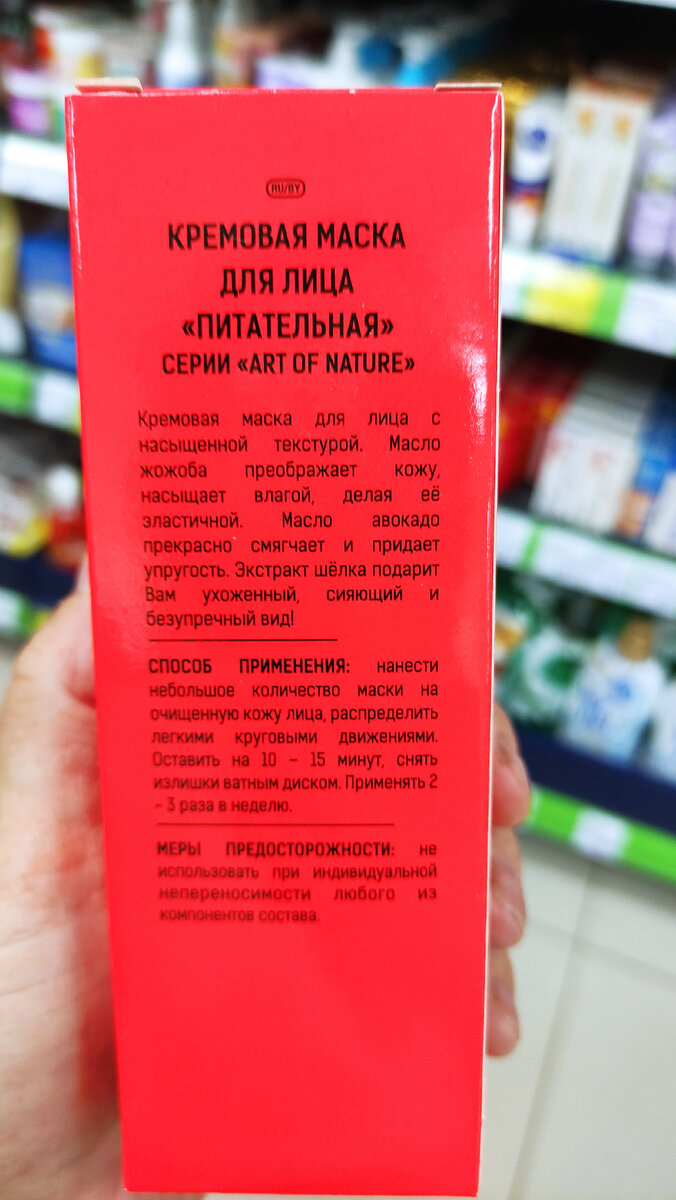 RU/BY
КРЕМОВАЯ МАСКА
ДЛЯ ЛИЦА
«ПИТАТЕЛЬНАЯ»
СЕРИИ «ART OF NATURE»
Кремовая маска для лица с
насыщенной текстурой. Масло
жожоба преображает кожу,
насыщает влагой, делая её
эластичной. Масло авокадо
прекрасно смягчает и придает
упругость. Экстракт шёлка подарит
Вам ухоженный, сияющий и
безупречный вид!
СПОСОБ ПРИМЕНЕНИЯ: нанести
небольшое количество маски на
очищенную кожу лица, распределить
легкими круговыми движениями.
Оставить на 10 – 15 минут, снять
излишки ватным диском. Применять 2
– 3 раза в неделю.
МЕРЫ ПРЕДОСТОРОЖНОСТИ: не
использовать при индивидуальной
непереносимости любого из
компонентов состава.